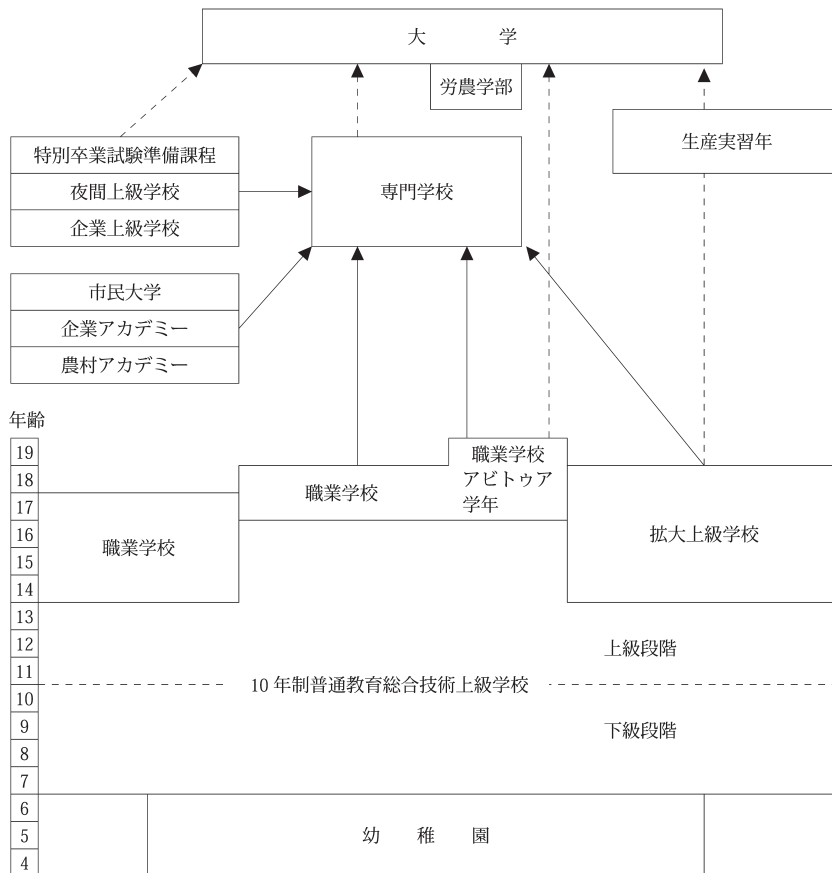 大 学
労農学部
生産実習年
特別卒業試験準備課程
夜間上級学校
企業上級学校
専門学校
市民大学
企業アカデミー
農村アカデミー
年齢
19
18
17
16
15
14
13
12
11
10
9
8
7
6
5
4
職業学校
職業学校
職業学校
アビトゥア
学年
拡大上級学校
上級段階
10 年制普通教育総合技術上級学校
下級段階
幼 稚 園